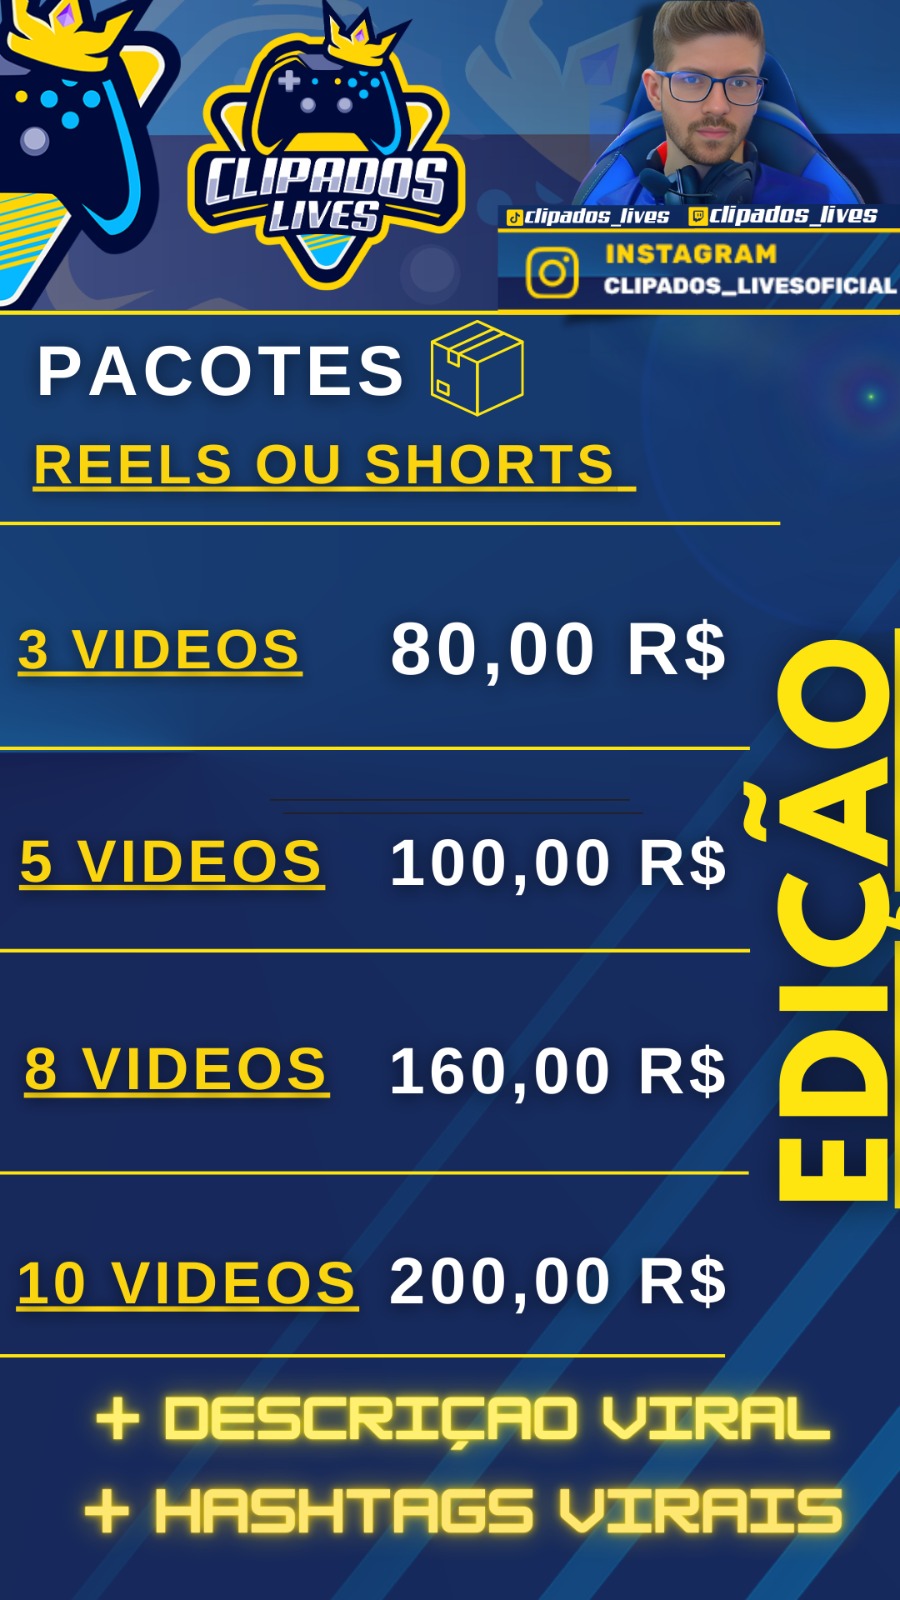 CLIPADOS
LIVES
clipados_lives clipados_lives
INSTAGRAM
CLIPADOS_LIVESOFICIAL
PACOTES
REELS OU SHORTS
3 VIDEOS 80,00 R$
5 VIDEOS 100,00 R$
8 VIDEOS 160,00 R$
10 VIDEOS 200,00 R$
EDIÇÃO
+ DESCRIÇAO VIRAL
+ HASHTAGS VIRAIS